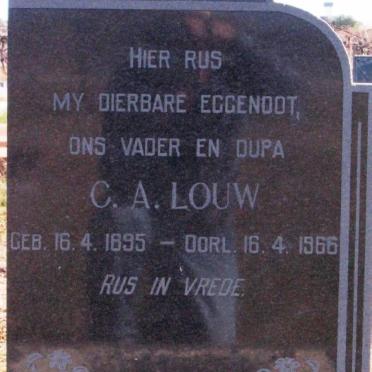 HIER RUS
MY DIERBARE EGGENOOT,
ONS VADER EN OUPA
C. A. LOUW
GEB. 16. 4. 1895 — OORL. 16. 4. 1966
RUS IN VREDE.